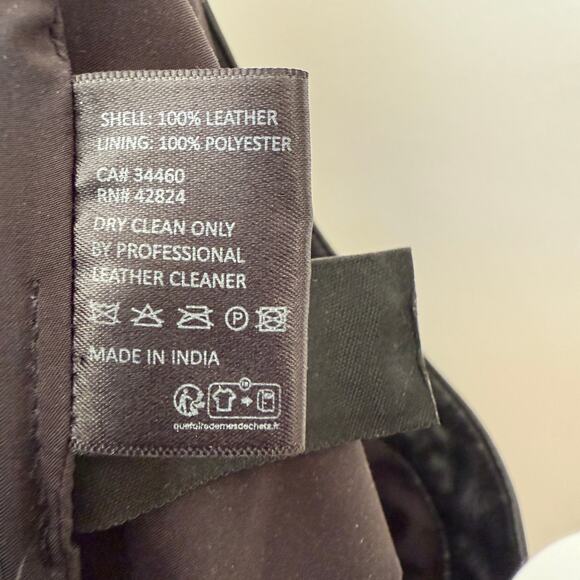 SHELL: 100% LEATHER
LINING: 100% POLYESTER
CA# 34460
RN# 42824
DRY CLEAN ONLY
BY PROFESSIONAL
LEATHER CLEANER
P
MADE IN INDIA
FR
quefairedemesdechets.fr